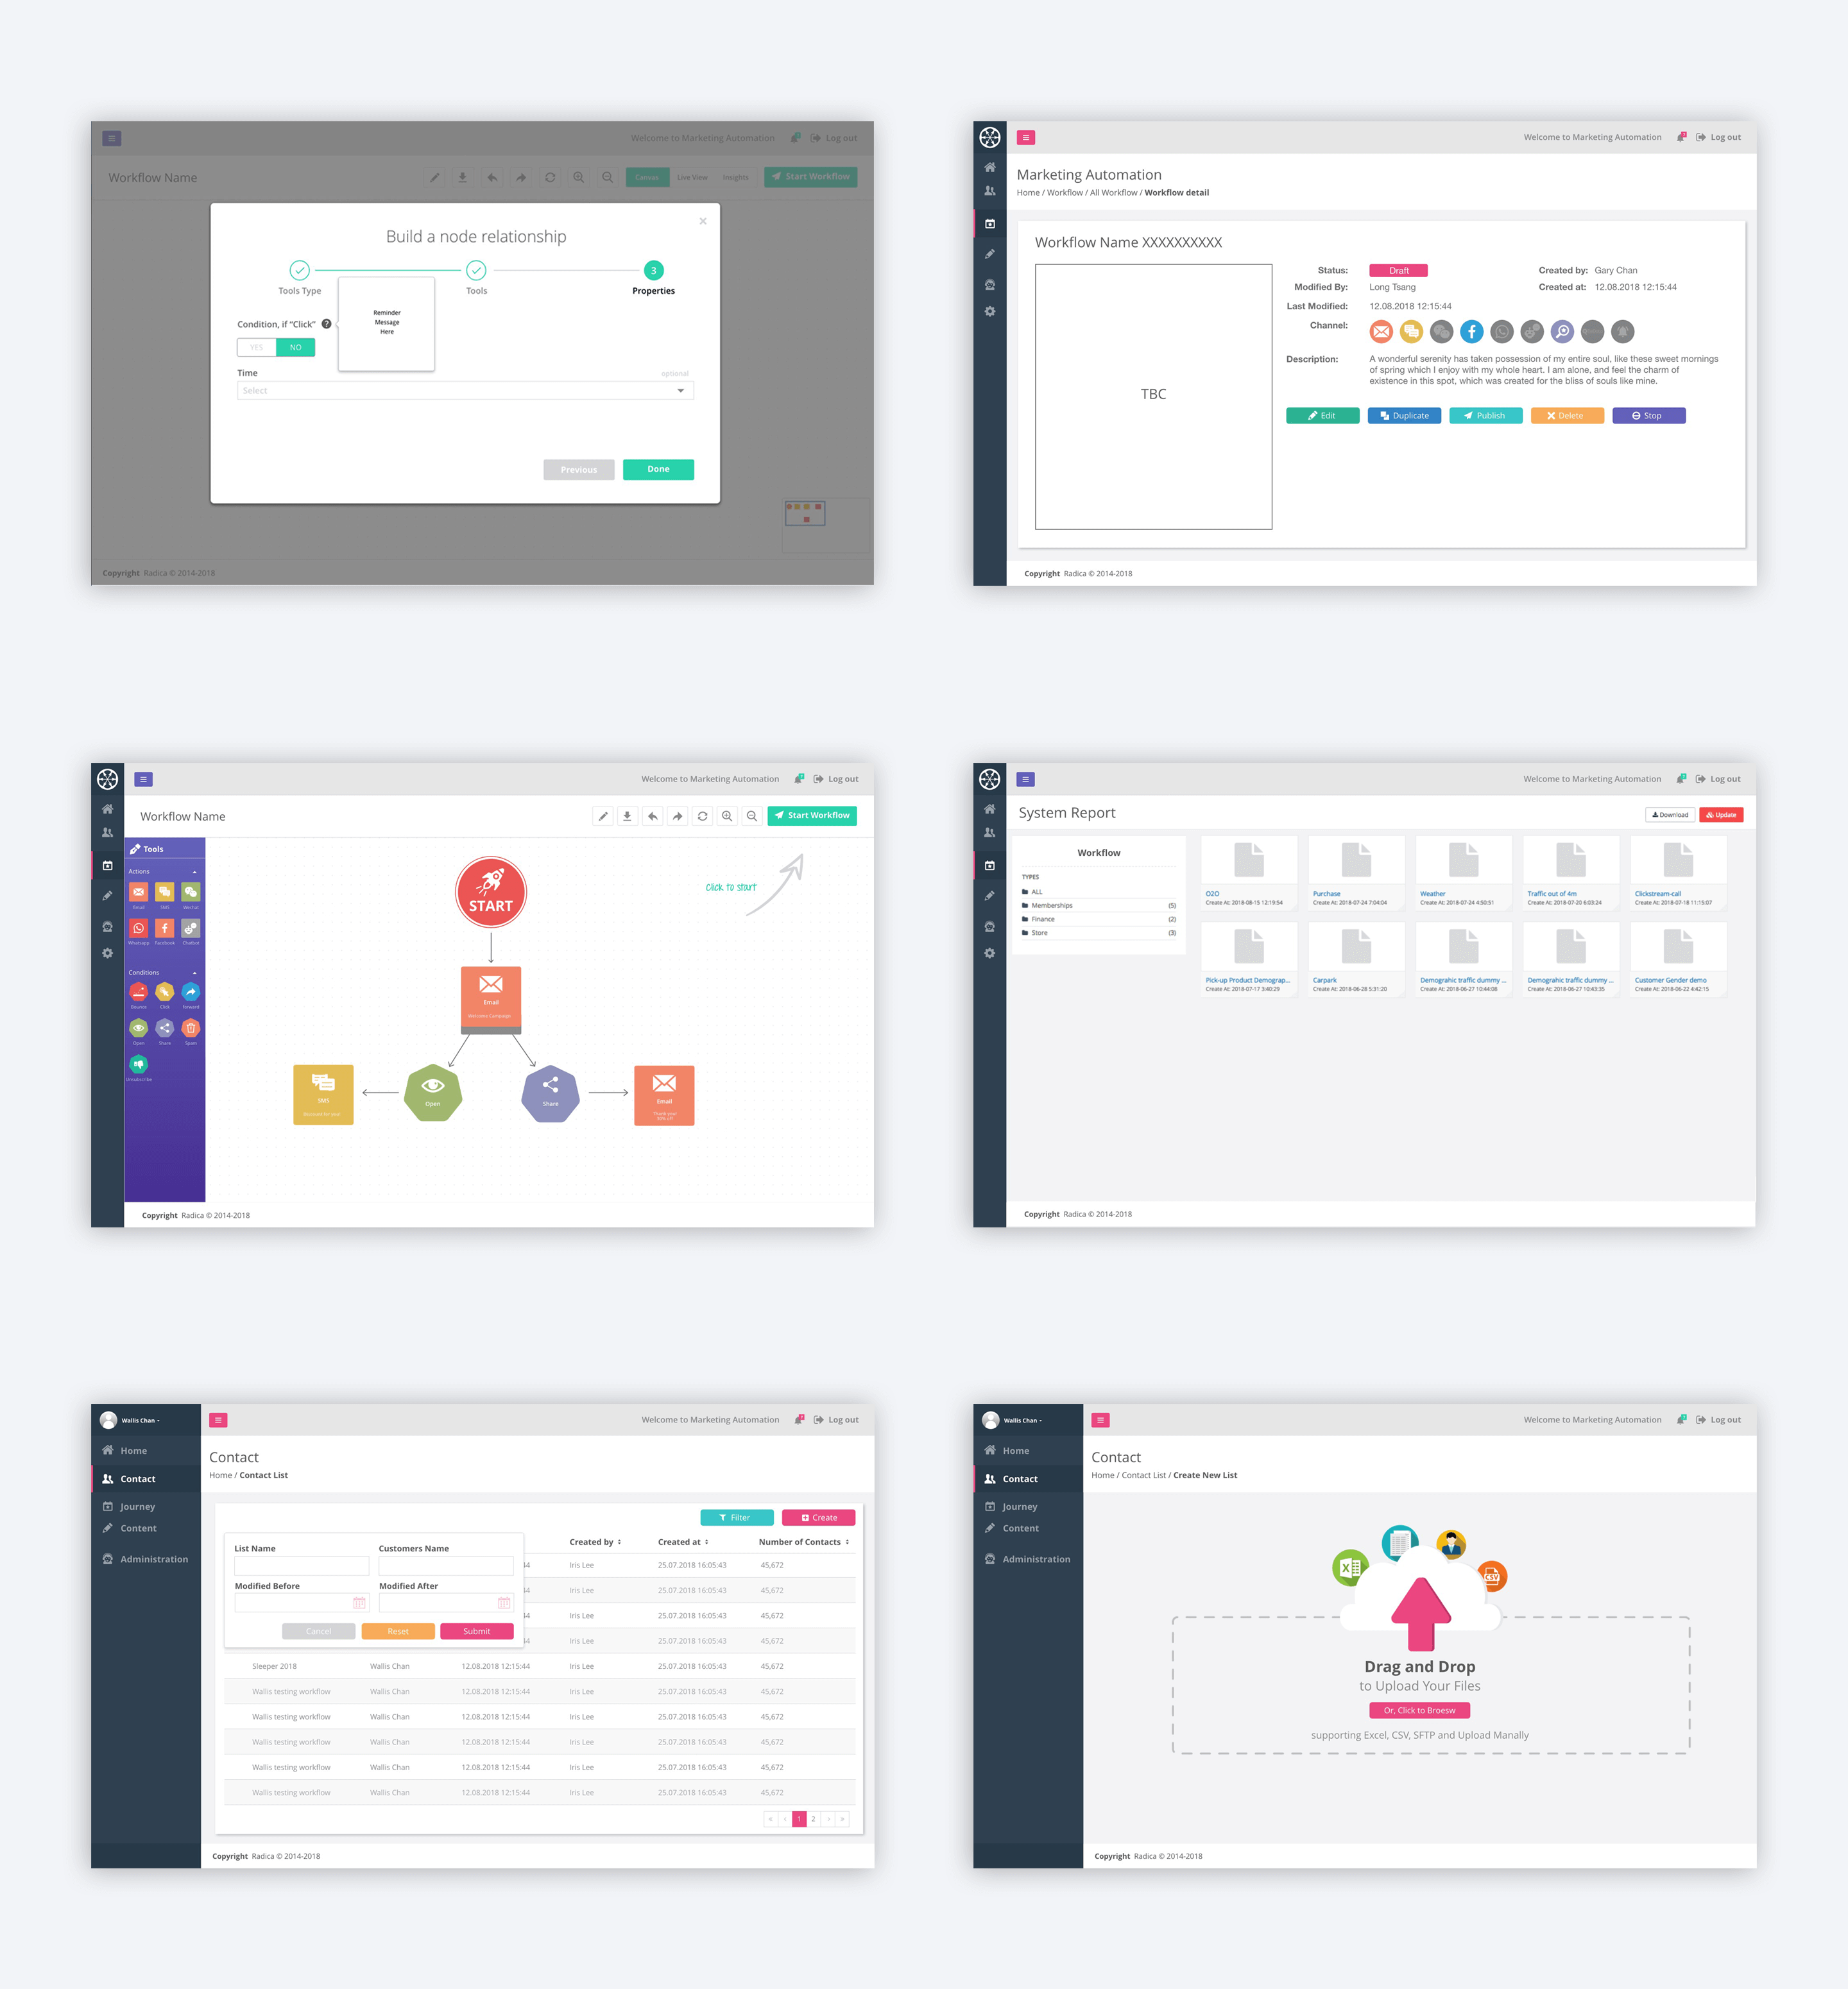 Welcome to Marketing Automation
Log out
Workflow Name
Canvas
Live View
Insights
Start Workflow
Build a node relationship
3
Tools Type
Tools
Properties
Condition, if "Click"
?
Reminder
Message
Here
YES
NO
Time
optional
Select
Previous
Done
Copyright Radica © 2014-2018
Welcome to Marketing Automation
Log out
Marketing Automation
Home / Workflow / All Workflow / Workflow detail
Workflow Name XXXXXXXXXX
TBC
Status: Draft
Created by: Gary Chan
Modified By: Long Tsang
Created at: 12.08.2018 12:15:44
Last Modified: 12.08.2018 12:15:44
Channel:
Description: A wonderful serenity has taken possession of my entire soul, like these sweet mornings
of spring which I enjoy with my whole heart. I am alone, and feel the charm of
existence in this spot, which was created for the bliss of souls like mine.
Edit
Duplicate
Publish
Delete
Stop
Copyright Radica © 2014-2018
Welcome to Marketing Automation
Log out
Workflow Name
Start Workflow
Tools
Actions
Email
SMS
Wechat
Whatsapp
Facebook
Chatbot
Conditions
Bounce
Click
Forward
Open
Share
Spam
Unsubscribe
Click to start
START
Email
Welcome Campaign
SMS
Discount for you!
Open
Share
Email
Thank you!
Copyright Radica © 2014-2018
Welcome to Marketing Automation
Log out
System Report
Download
Update
Workflow
TYPES
ALL
Memberships (5)
Finance (2)
Store (3)
O2O
Create At: 2018-08-15 12:19:54
Purchase
Create At: 2018-07-24 7:04:04
Weather
Create At: 2018-07-24 4:50:51
Traffic out of 4m
Create At: 2018-07-20 6:03:24
Clickstream-call
Create At: 2018-07-18 11:15:07
Pick-up Product Demograp...
Create At: 2018-07-17 3:40:29
Carpark
Create At: 2018-06-28 5:31:20
Demograhic traffic dummy ...
Create At: 2018-06-27 10:44:08
Demograhic traffic dummy ...
Create At: 2018-06-27 10:43:35
Customer Gender demo
Create At: 2018-06-22 4:42:15
Copyright Radica © 2014-2018
Wallis Chan
Welcome to Marketing Automation
Log out
Home
Contact
Journey
Content
Administration
Contact
Home / Contact List
Filter
Create
Created by
Created at
Number of Contacts
List Name
Customers Name
Modified Before
Modified After
Cancel
Reset
Submit
44 Iris Lee 25.07.2018 16:05:43 45,672
44 Iris Lee 25.07.2018 16:05:43 45,672
44 Iris Lee 25.07.2018 16:05:43 45,672
44 Iris Lee 25.07.2018 16:05:43 45,672
Sleeper 2018 Wallis Chan 12.08.2018 12:15:44 Iris Lee 25.07.2018 16:05:43 45,672
Wallis testing workflow Wallis Chan 12.08.2018 12:15:44 Iris Lee 25.07.2018 16:05:43 45,672
Wallis testing workflow Wallis Chan 12.08.2018 12:15:44 Iris Lee 25.07.2018 16:05:43 45,672
Wallis testing workflow Wallis Chan 12.08.2018 12:15:44 Iris Lee 25.07.2018 16:05:43 45,672
Wallis testing workflow Wallis Chan 12.08.2018 12:15:44 Iris Lee 25.07.2018 16:05:43 45,672
Wallis testing workflow Wallis Chan 12.08.2018 12:15:44 Iris Lee 25.07.2018 16:05:43 45,672
« ‹ 1 2 › »
Copyright Radica © 2014-2018
Wallis Chan
Welcome to Marketing Automation
Log out
Home
Contact
Journey
Content
Administration
Contact
Home / Contact List / Create New List
CSV
Drag and Drop
to Upload Your Files
Or, Click to Broesw
supporting Excel, CSV, SFTP and Upload Manally
Copyright Radica © 2014-2018